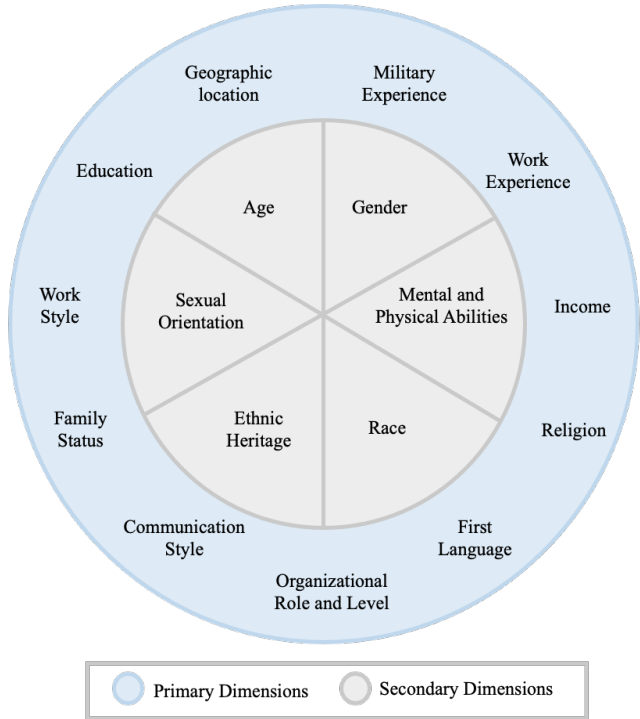 Geographic
location
Military
Experience
Education
Work
Experience
Age
Gender
Work
Style
Sexual
Orientation
Mental and
Physical Abilities
Income
Family
Status
Ethnic
Heritage
Race
Religion
Communication
Style
First
Language
Organizational
Role and Level
Primary Dimensions
Secondary Dimensions